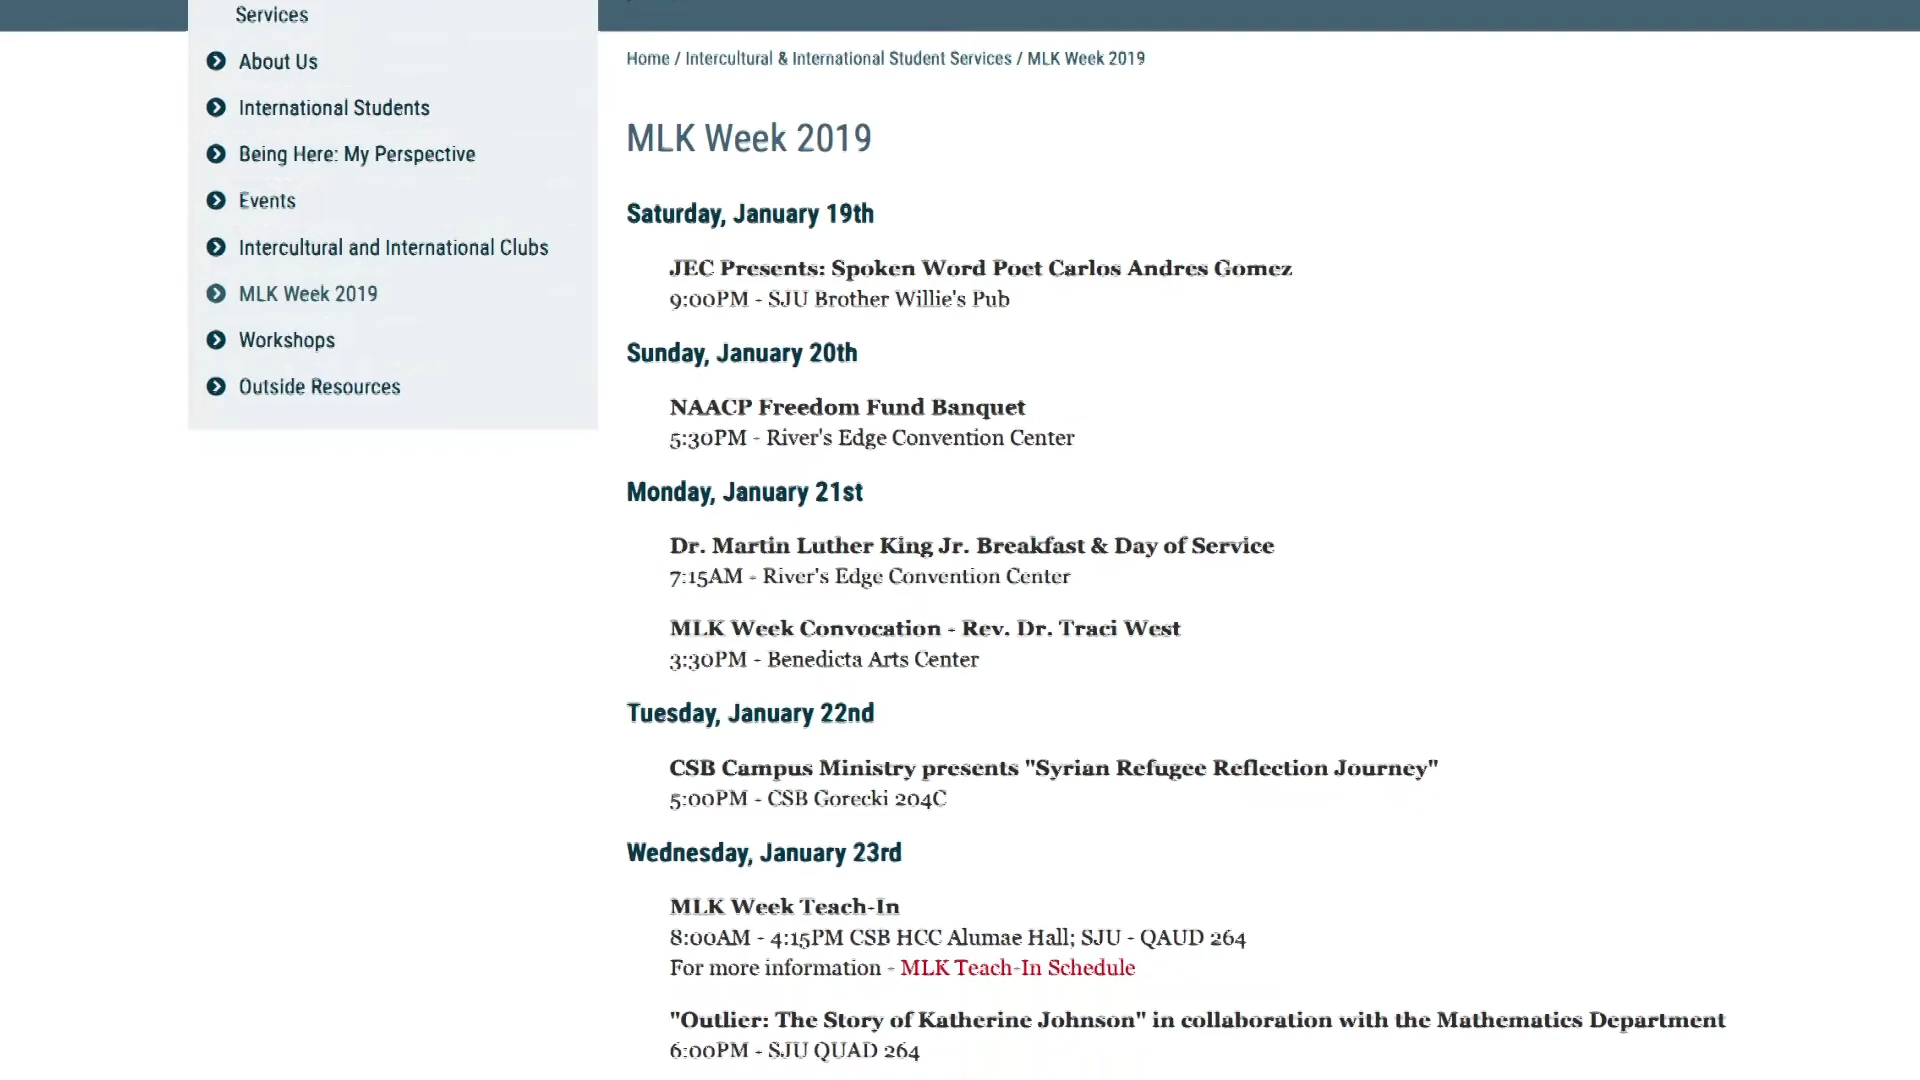 Services
About Us
International Students
Being Here: My Perspective
Events
Intercultural and International Clubs
MLK Week 2019
Workshops
Outside Resources
Home / Intercultural & International Student Services / MLK Week 2019
MLK Week 2019
Saturday, January 19th
JEC Presents: Spoken Word Poet Carlos Andres Gomez
9:00PM - SJU Brother Willie's Pub
Sunday, January 20th
NAACP Freedom Fund Banquet
5:30PM - River's Edge Convention Center
Monday, January 21st
Dr. Martin Luther King Jr. Breakfast & Day of Service
7:15AM - River's Edge Convention Center
MLK Week Convocation - Rev. Dr. Traci West
3:30PM - Benedicta Arts Center
Tuesday, January 22nd
CSB Campus Ministry presents "Syrian Refugee Reflection Journey"
5:00PM - CSB Gorecki 204C
Wednesday, January 23rd
MLK Week Teach-In
8:00AM - 4:15PM CSB HCC Alumae Hall; SJU - QAUD 264
For more information - MLK Teach-In Schedule
"Outlier: The Story of Katherine Johnson" in collaboration with the Mathematics Department
6:00PM - SJU QUAD 264